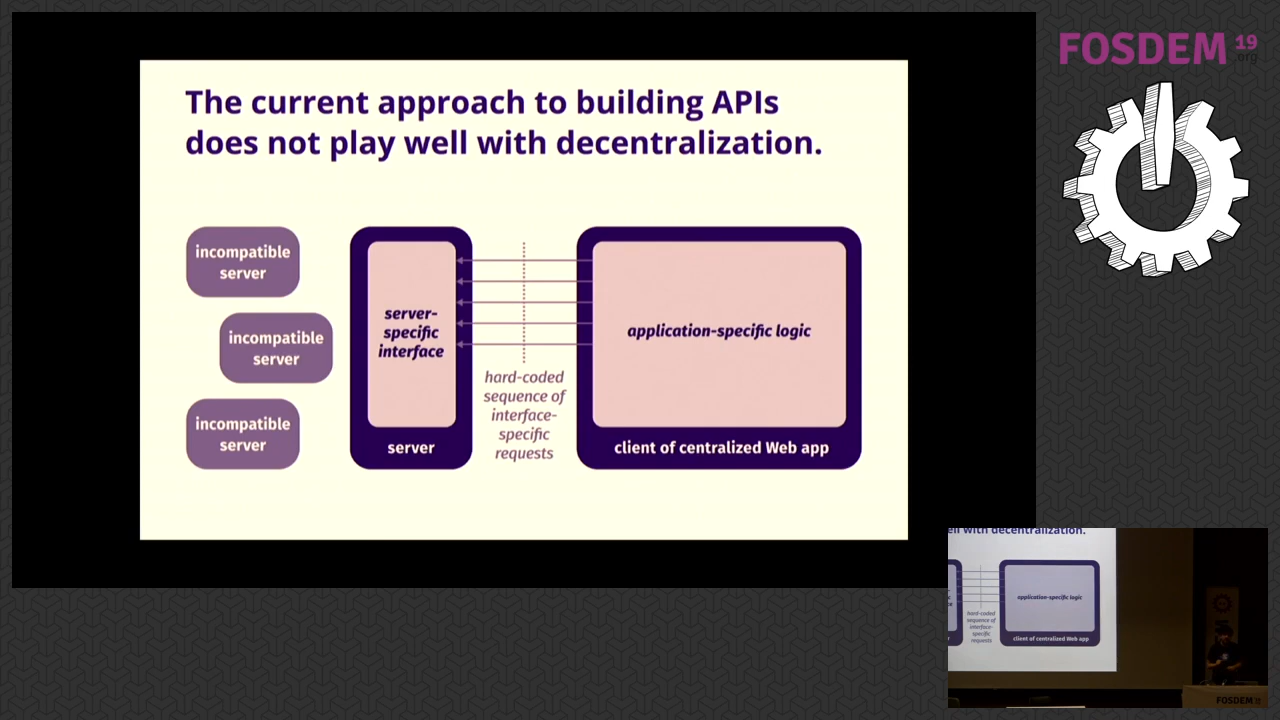 The current approach to building APIs
does not play well with decentralization.
incompatible
server
incompatible
server
incompatible
server
server-
specific
interface
server
hard-coded
sequence of
interface-
specific
requests
application-specific logic
client of centralized Web app
FOSDEM 19
.org
ell with decentralization.
application-specific logic
hard-coded
sequence of
interface-
specific
requests
client of centralized Web app
FOSDEM